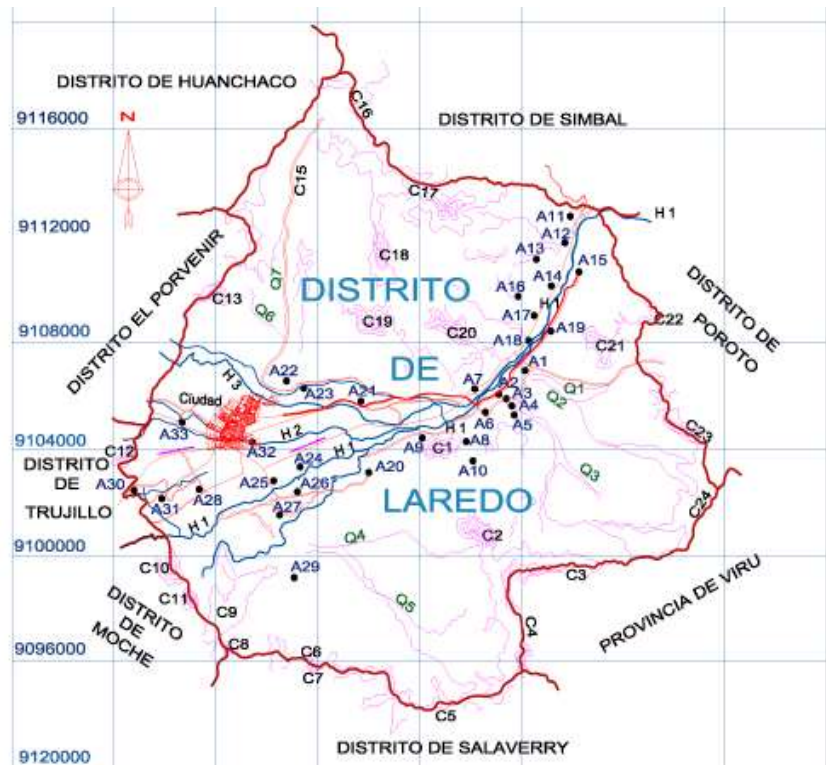 DISTRITO DE HUANCHACO
C16
Z
9116000
DISTRITO DE SIMBAL
C15
C17
A11
H 1
9112000
A12
A13
A15
C18
DISTRITO EL PORVENIR
Q7
DISTRITO
A14
A16
H 1
DISTRITO DE
POROTO
C13
Q6
A17
C19
C20
A18
A19
C22
C21
9108000
DE
A1
A22
A23
A21
A7
A2
Q1
H 3
Ciudad
A3
Q2
A4
A33
A6
A5
H 2
H 1
C23
9104000
A32
H 1
A9
C1
A8
C12
A24
A10
DISTRITO
DE
TRUJILLO
A30
A25
A20
Q3
A28
A26
LAREDO
A31
A27
C24
H 1
Q4
C2
9100000
C10
A29
C3
C11
C9
Q5
DISTRITO
DE
MOCHE
PROVINCIA DE VIRU
C8
C6
C4
9096000
C7
C5
DISTRITO DE SALAVERRY
9120000